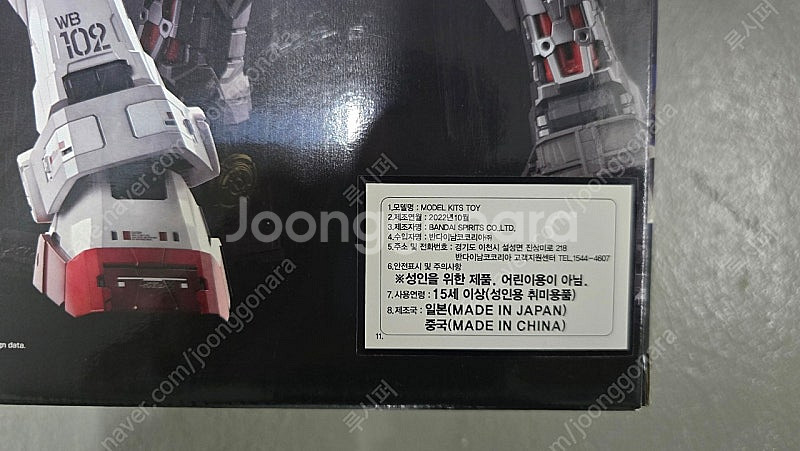 WB
102
gn data.
1.모델명 : MODEL KITS TOY
2.제조연월 : 2022년10월
3.제조자명 : BANDAI SPIRITS CO.,LTD.
4.수입자명 : 반다이남코코리아㈜
5.주소 및 전화번호 : 경기도 이천시 설성면 진상미로 218
반다이남코코리아 고객지원센터 TEL.1544-4607
6.안전표시 및 주의사항
※성인을 위한 제품. 어린이용이 아님.
7. 사용연령 : 15세 이상(성인용 취미용품)
8. 제조국 : 일본(MADE IN JAPAN)
중국(MADE IN CHINA)
11.
Joonggonara
naver.com/joonggonara
루시퍼